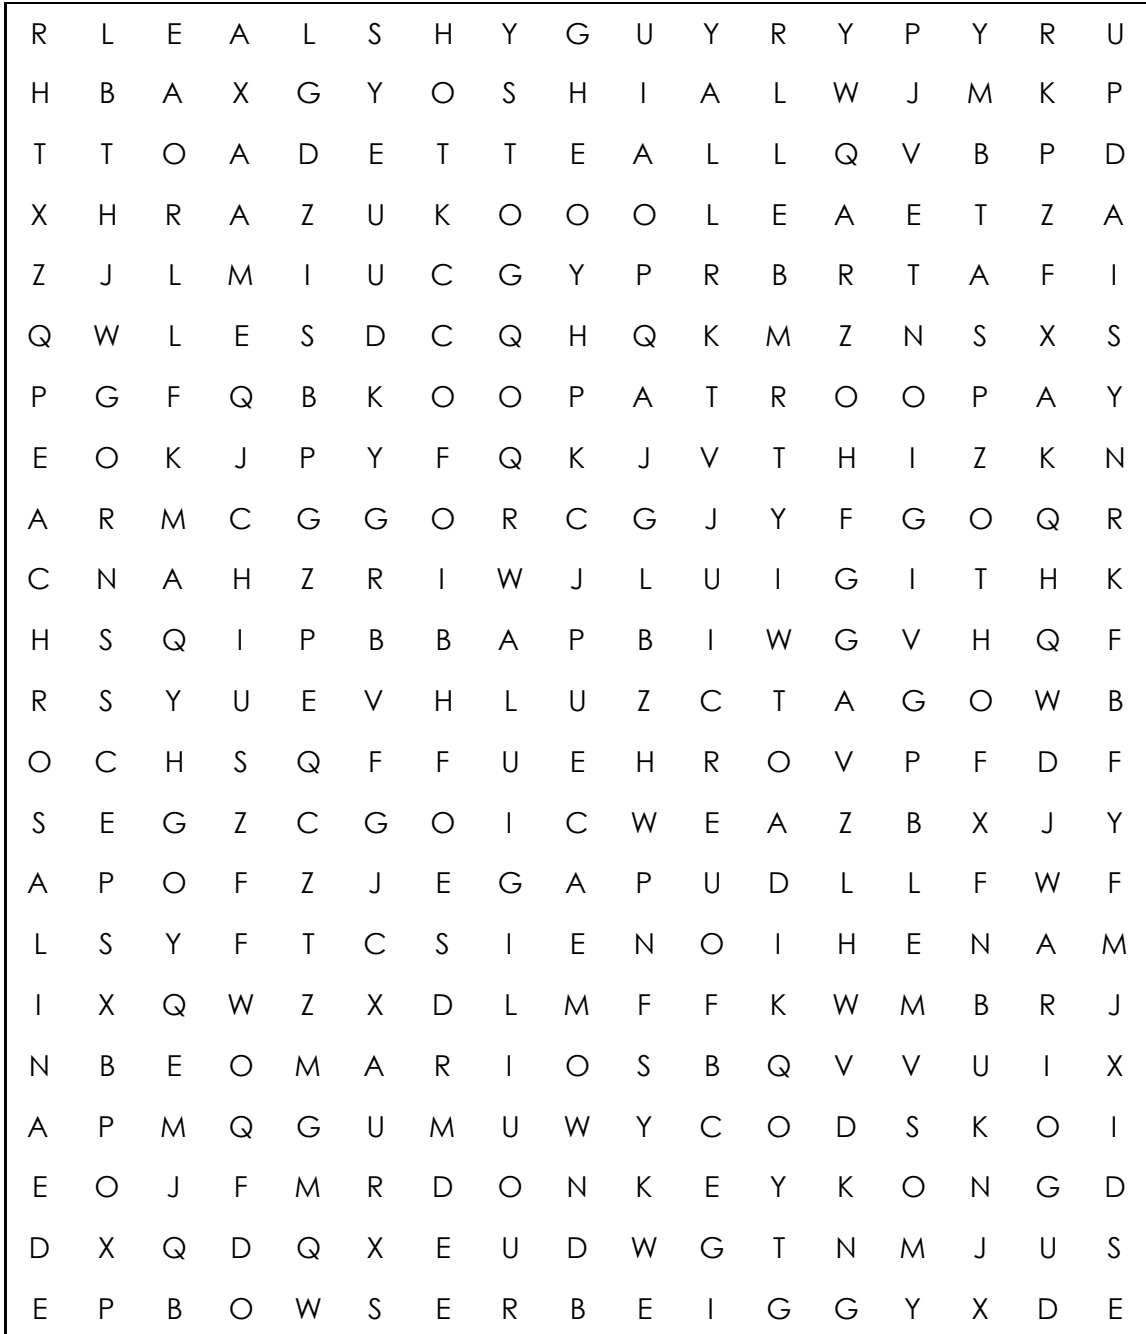 R L E A L S H Y G U Y R Y P Y R U
H B A X G Y O S H I A L W J M K P
T T O A D E T T E A L L Q V B P D
X H R A Z U K O O O L E A E T Z A
Z J L M I U C G Y P R B R T A F I
Q W L E S D C Q H Q K M Z N S X S
P G F Q B K O O P A T R O O P A Y
E O K J P Y F Q K J V T H I Z K N
A R M C G G O R C G J Y F G O Q R
C N A H Z R I W J L U I G I T H K
H S Q I P B B A P B I W G V H Q F
R S Y U E V H L U Z C T A G O W B
O C H S Q F F U E H R O V P F D F
S E G Z C G O I C W E A Z B X J Y
A P O F Z J E G A P U D L L F W F
L S Y F T C S I E N O I H E N A M
I X Q W Z X D L M F F K W M B R J
N B E O M A R I O S B Q V V U I X
A P M Q G U M U W Y C O D S K O I
E O J F M R D O N K E Y K O N G D
D X Q D Q X E U D W G T N M J U S
E P B O W S E R B E I G G Y X D E